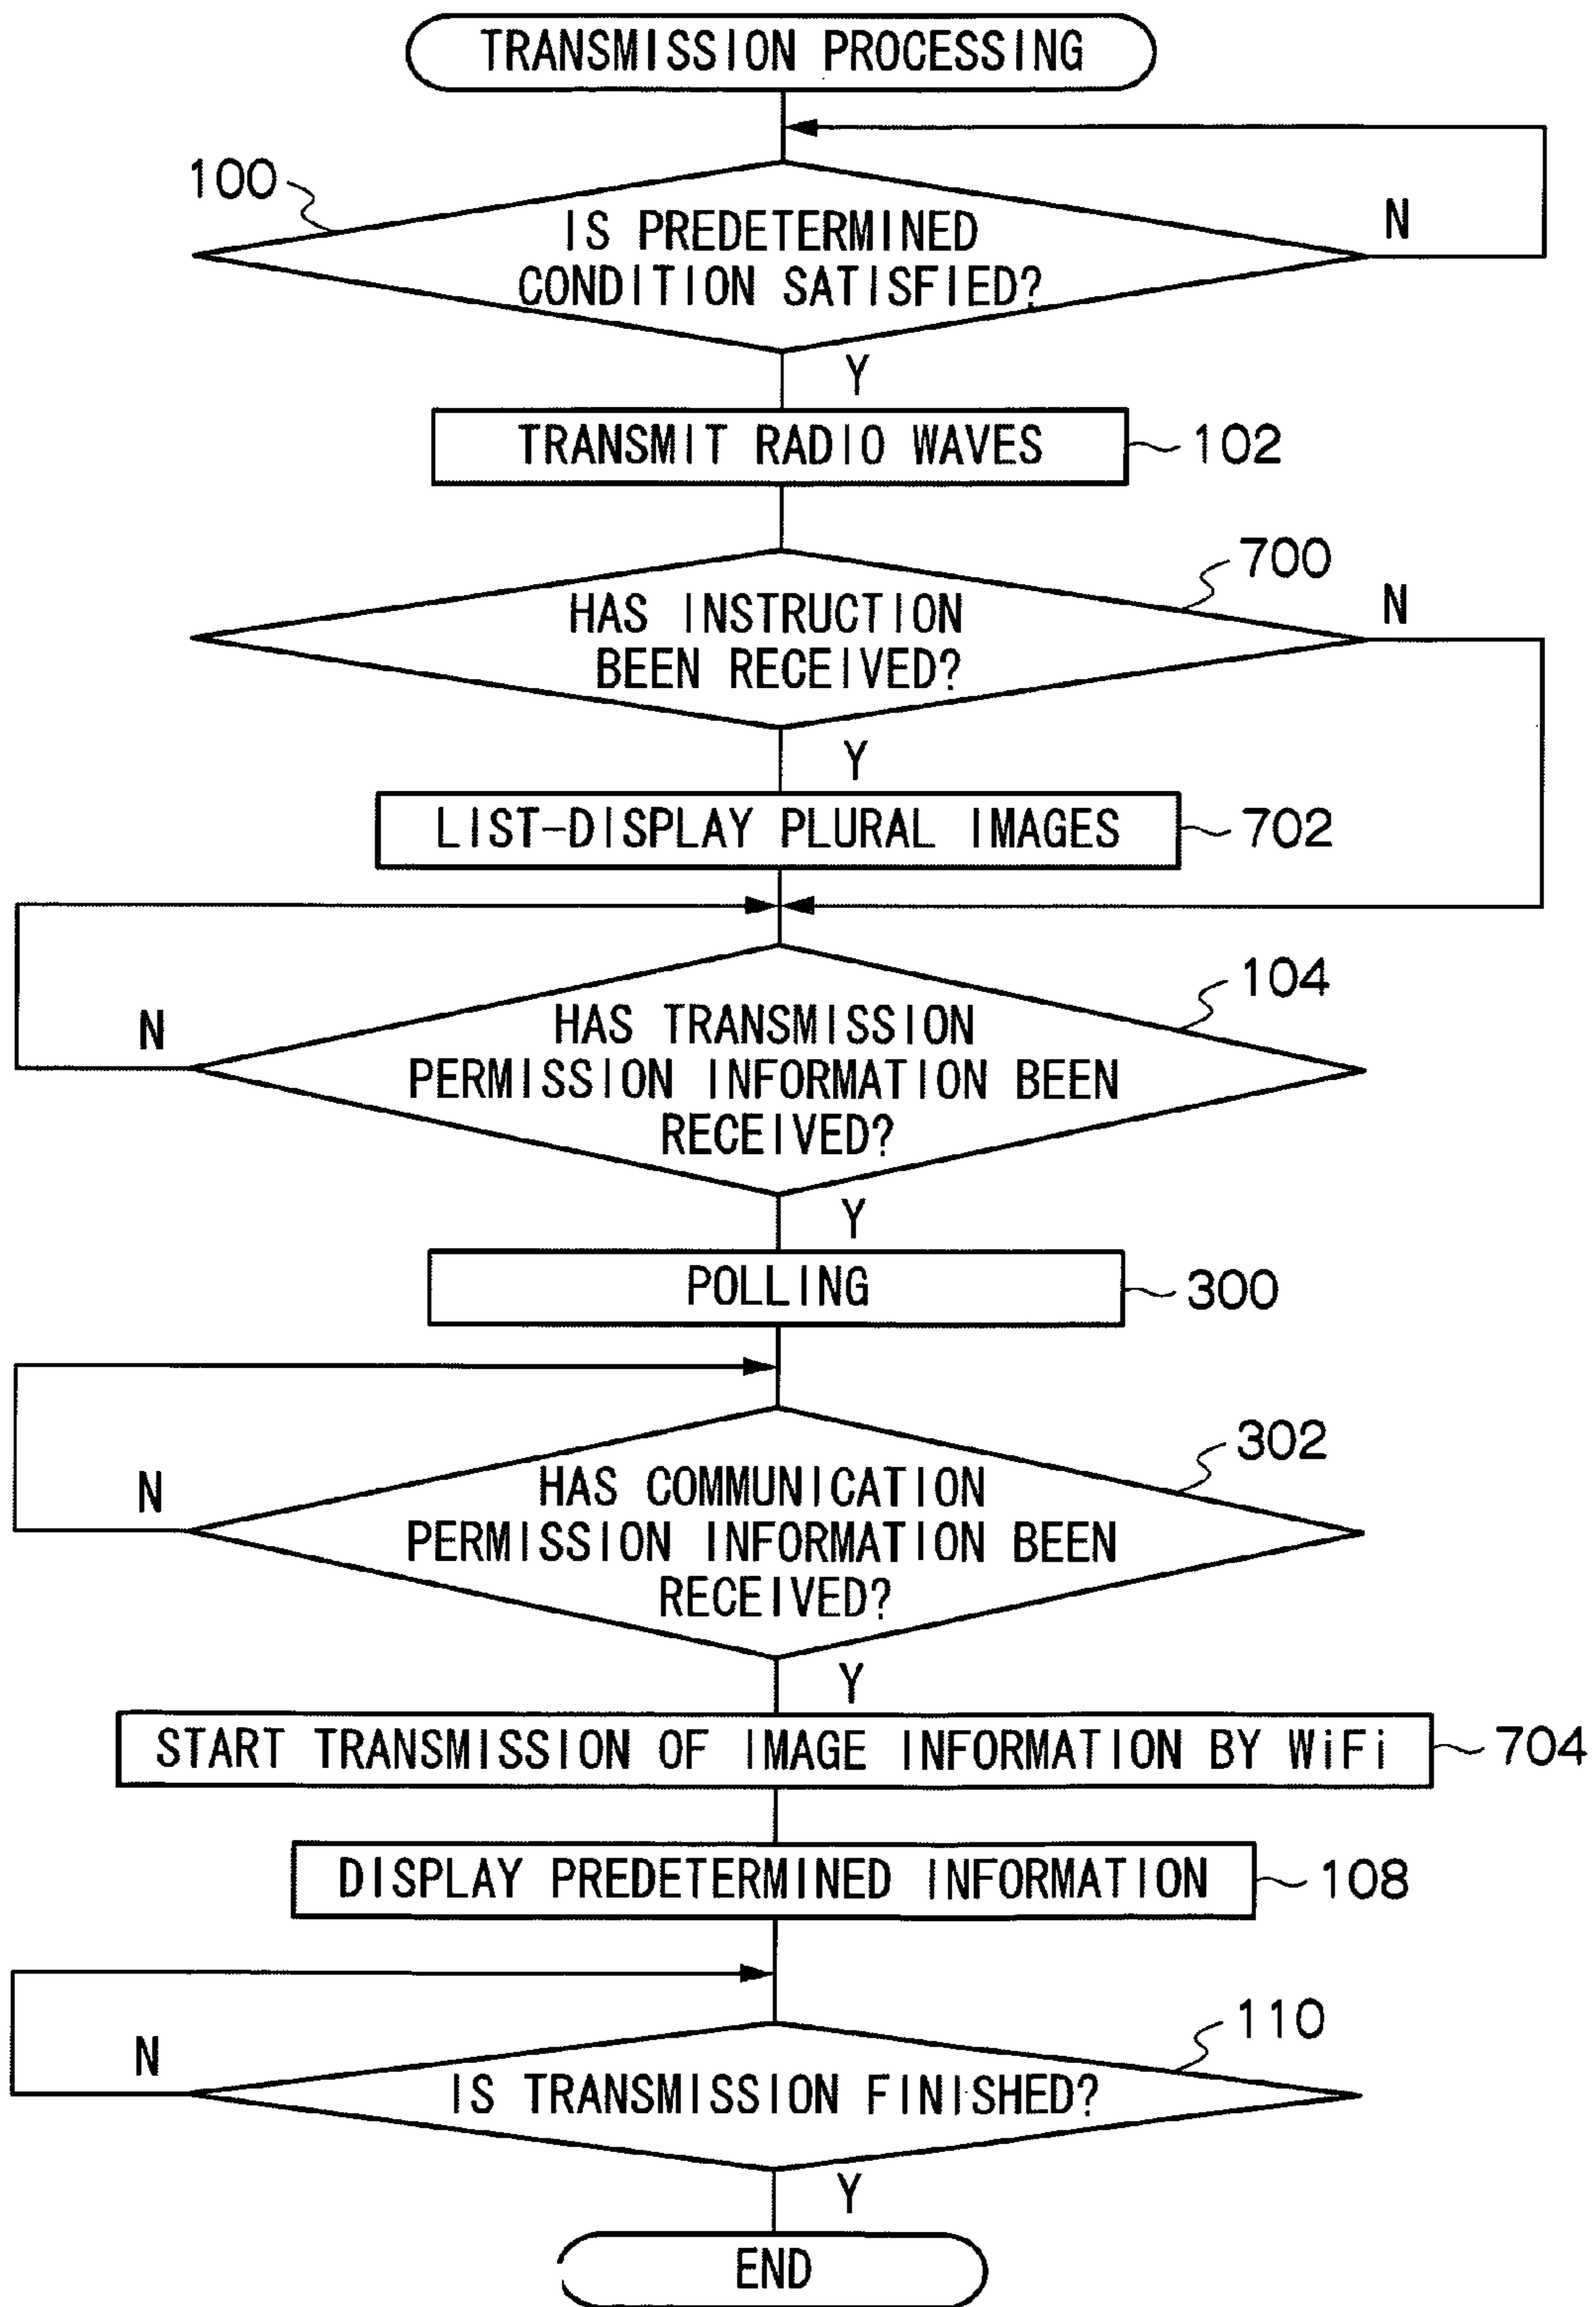 TRANSMISSION PROCESSING
100
IS PREDETERMINED
CONDITION SATISFIED?
N
Y
TRANSMIT RADIO WAVES
102
700
HAS INSTRUCTION
BEEN RECEIVED?
N
Y
LIST-DISPLAY PLURAL IMAGES
702
104
HAS TRANSMISSION
PERMISSION INFORMATION BEEN
RECEIVED?
N
Y
POLLING
300
302
HAS COMMUNICATION
PERMISSION INFORMATION BEEN
RECEIVED?
N
Y
START TRANSMISSION OF IMAGE INFORMATION BY WiFi
704
DISPLAY PREDETERMINED INFORMATION
108
110
N
IS TRANSMISSION FINISHED?
Y
END